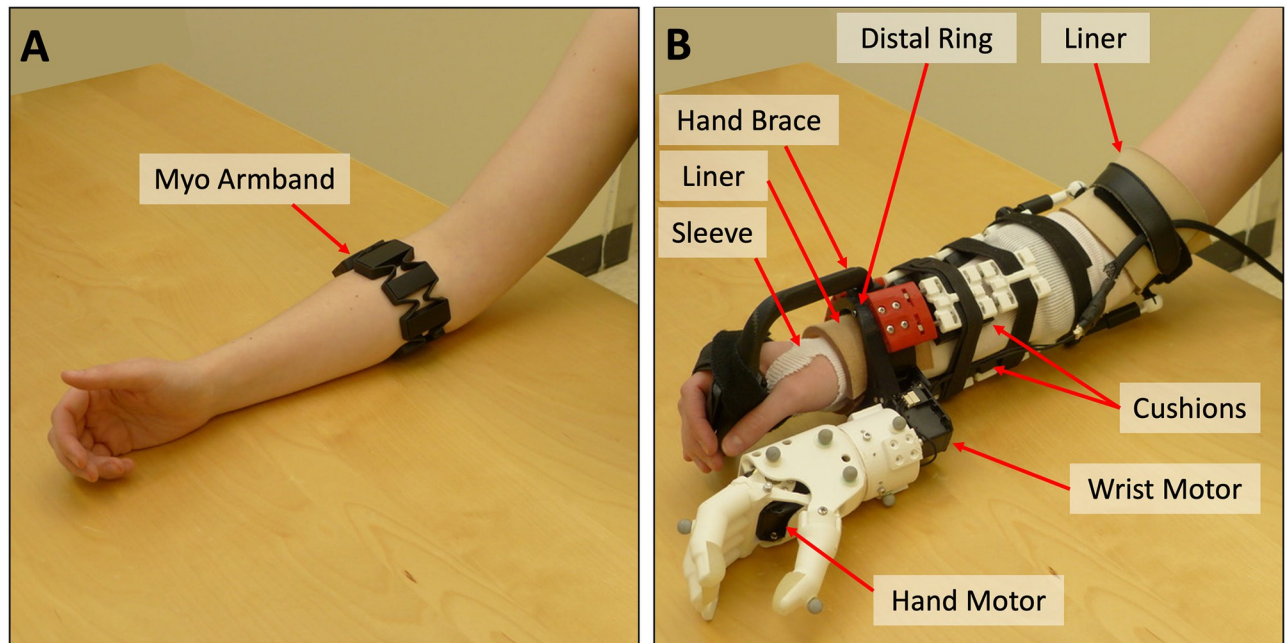 A
Myo Armband
B
Distal Ring
Liner
Hand Brace
Liner
Sleeve
Cushions
Wrist Motor
Hand Motor